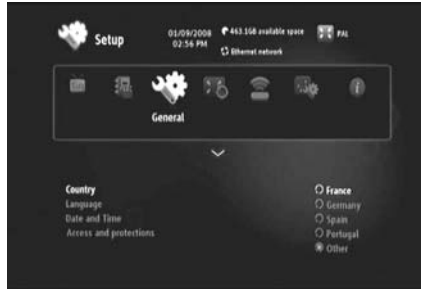 Setup
01/09/2008
02:56 PM
463.1GB available space
Ethernet network
PAL
General
Country
Language
Date and Time
Access and protections
France
Germany
Spain
Portugal
Other